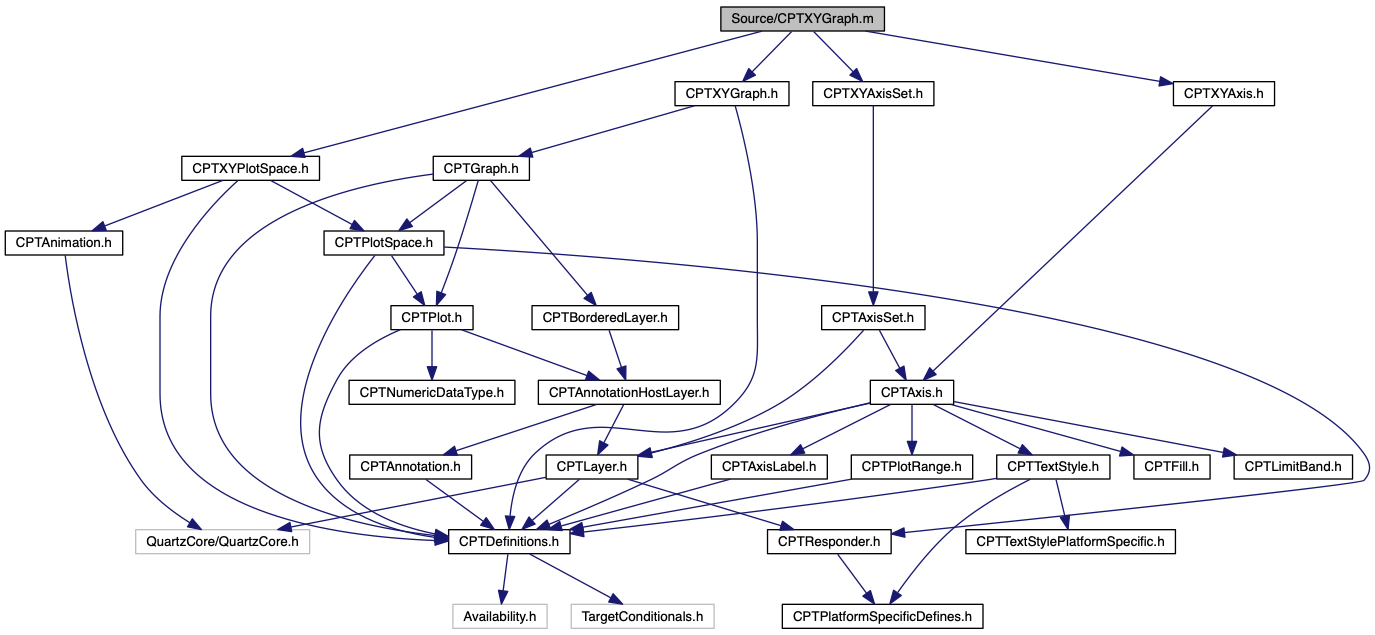 Source/CPTXYGraph.m
CPTXYGraph.h
CPTXYAxisSet.h
CPTXYAxis.h
CPTXYPlotSpace.h
CPTGraph.h
CPTAnimation.h
CPTPlotSpace.h
CPTPlot.h
CPTBorderedLayer.h
CPTAxisSet.h
CPTNumericDataType.h
CPTAnnotationHostLayer.h
CPTAxis.h
CPTAnnotation.h
CPTLayer.h
CPTAxisLabel.h
CPTPlotRange.h
CPTTextStyle.h
CPTFill.h
CPTLimitBand.h
QuartzCore/QuartzCore.h
CPTDefinitions.h
CPTResponder.h
CPTTextStylePlatformSpecific.h
Availability.h
TargetConditionals.h
CPTPlatformSpecificDefines.h